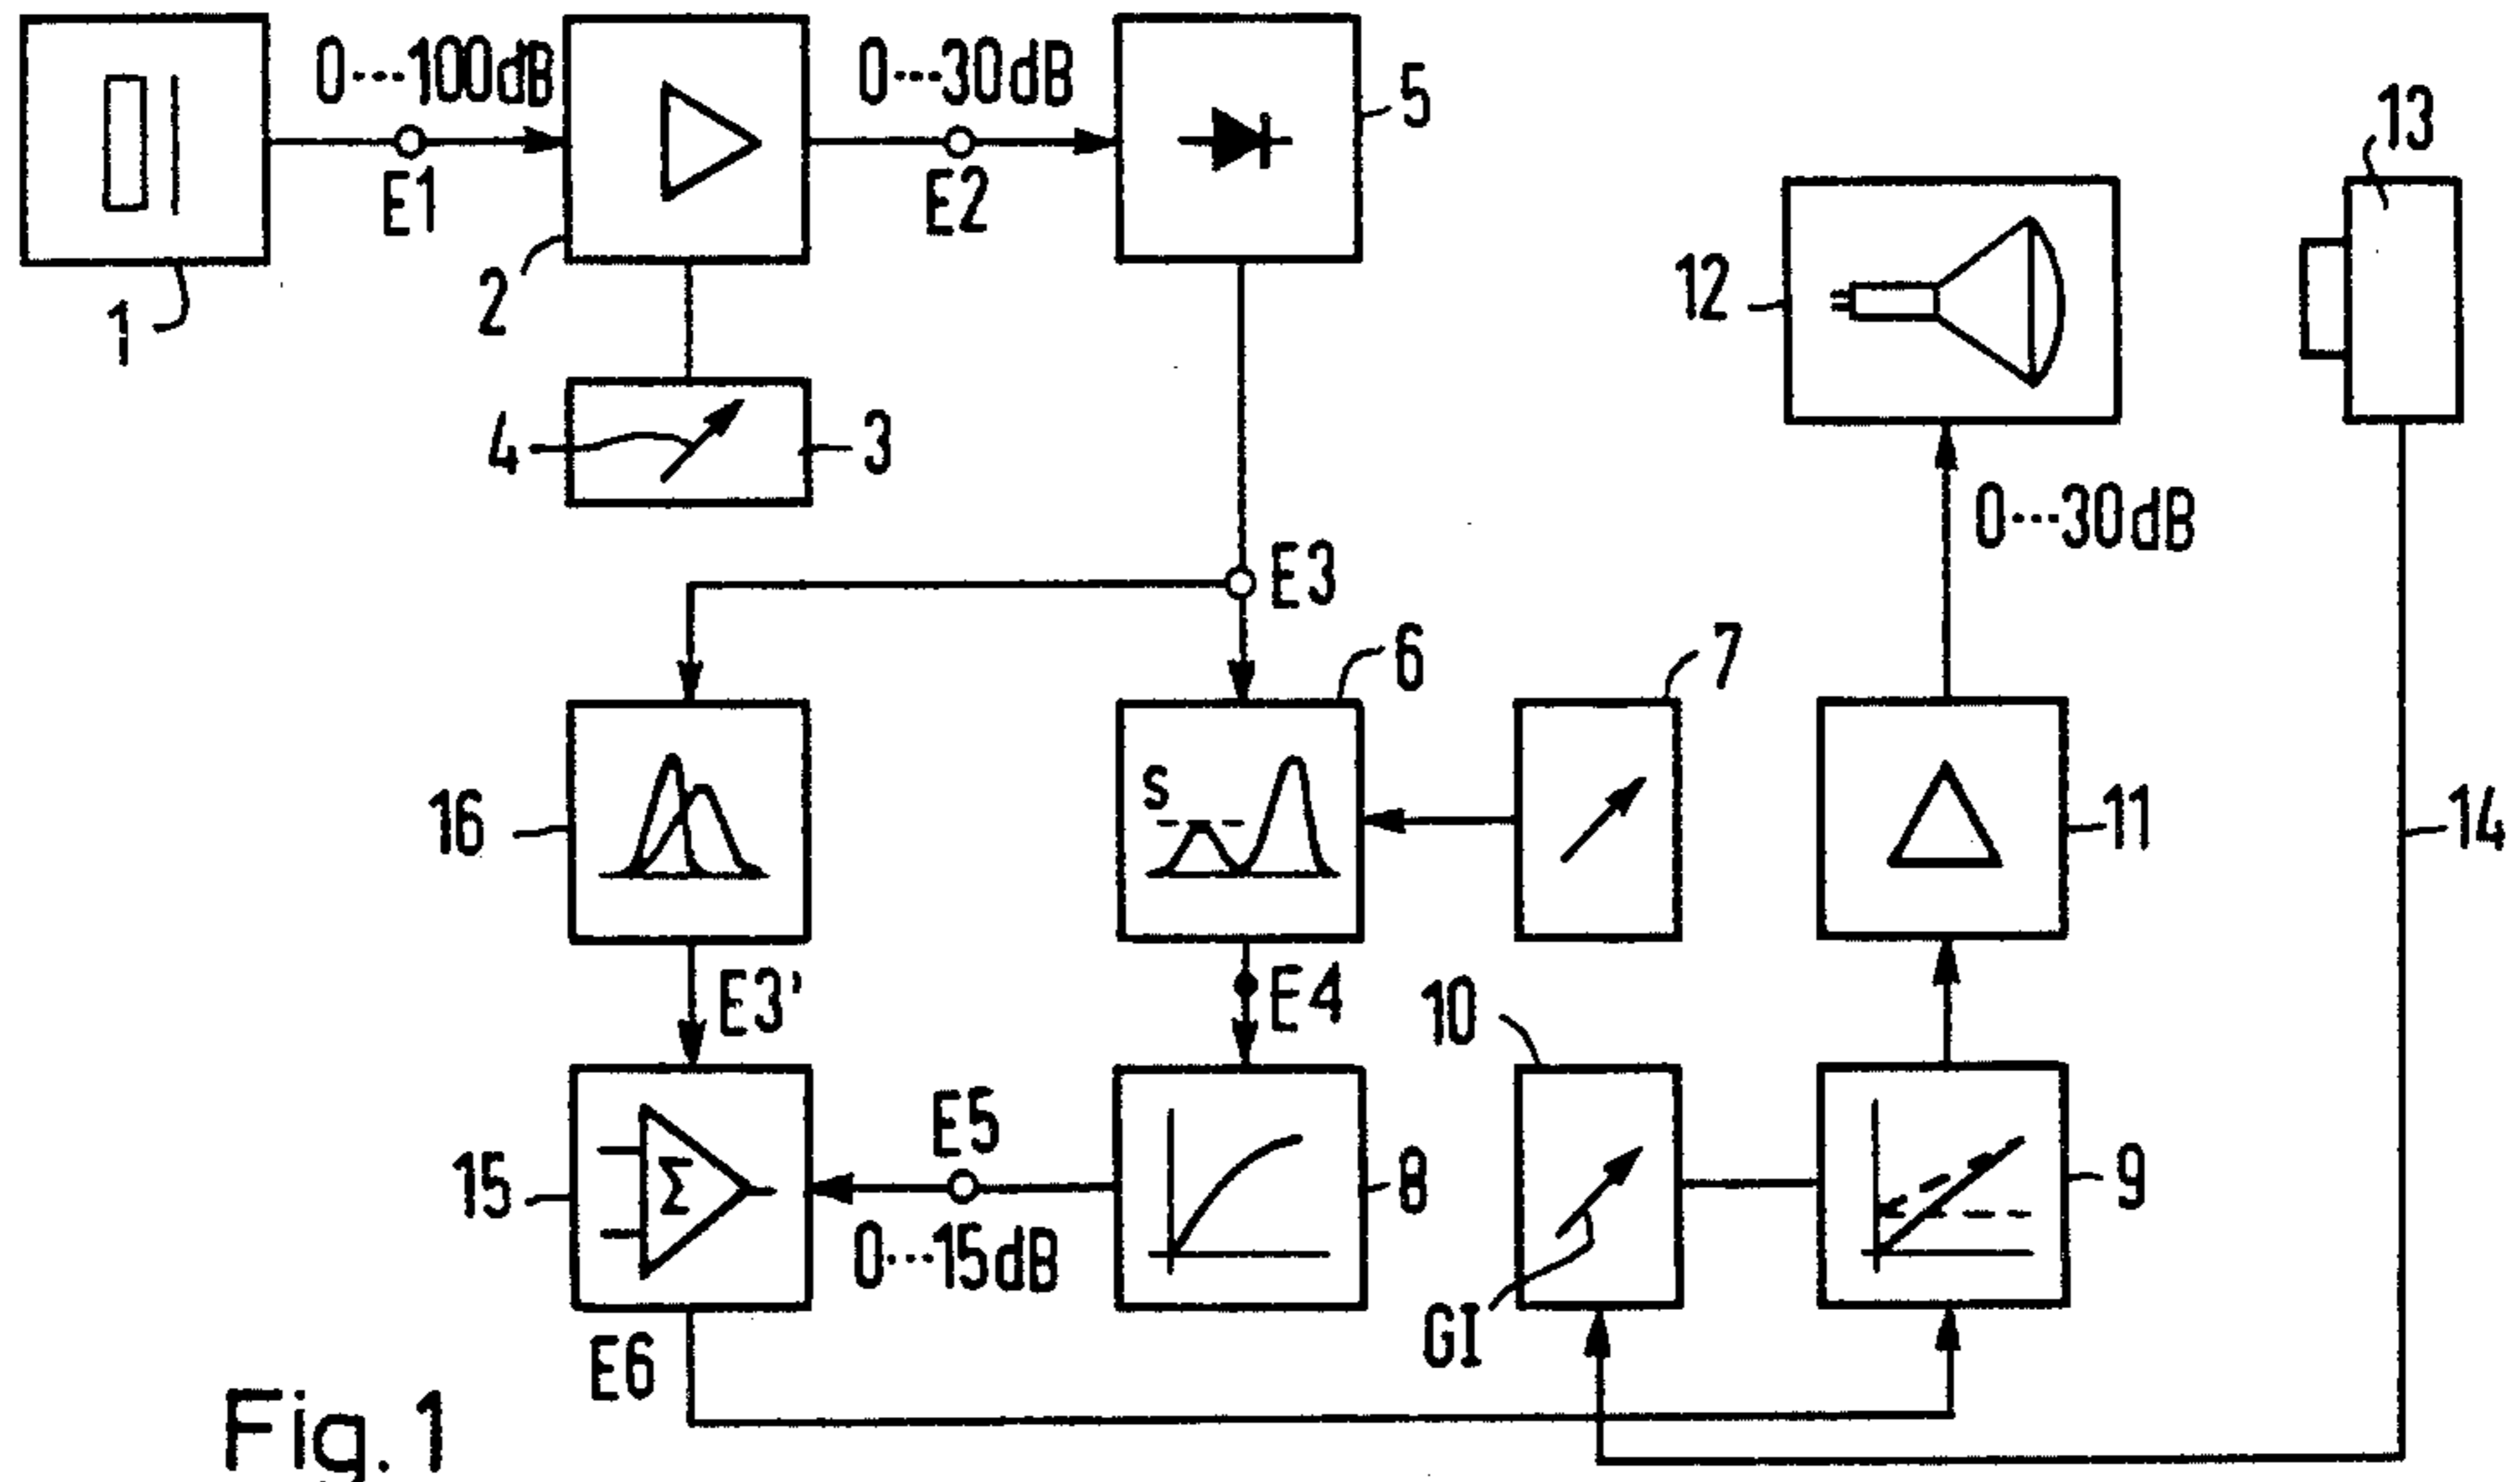 0---100dB
0---30dB
5
13
E1
E2
2
12
1
4
3
0---30dB
E3
6
7
S
16
11
14
E3'
E4
10
E5
15
Σ
8
9
0---15dB
GI
E6
Fig. 1